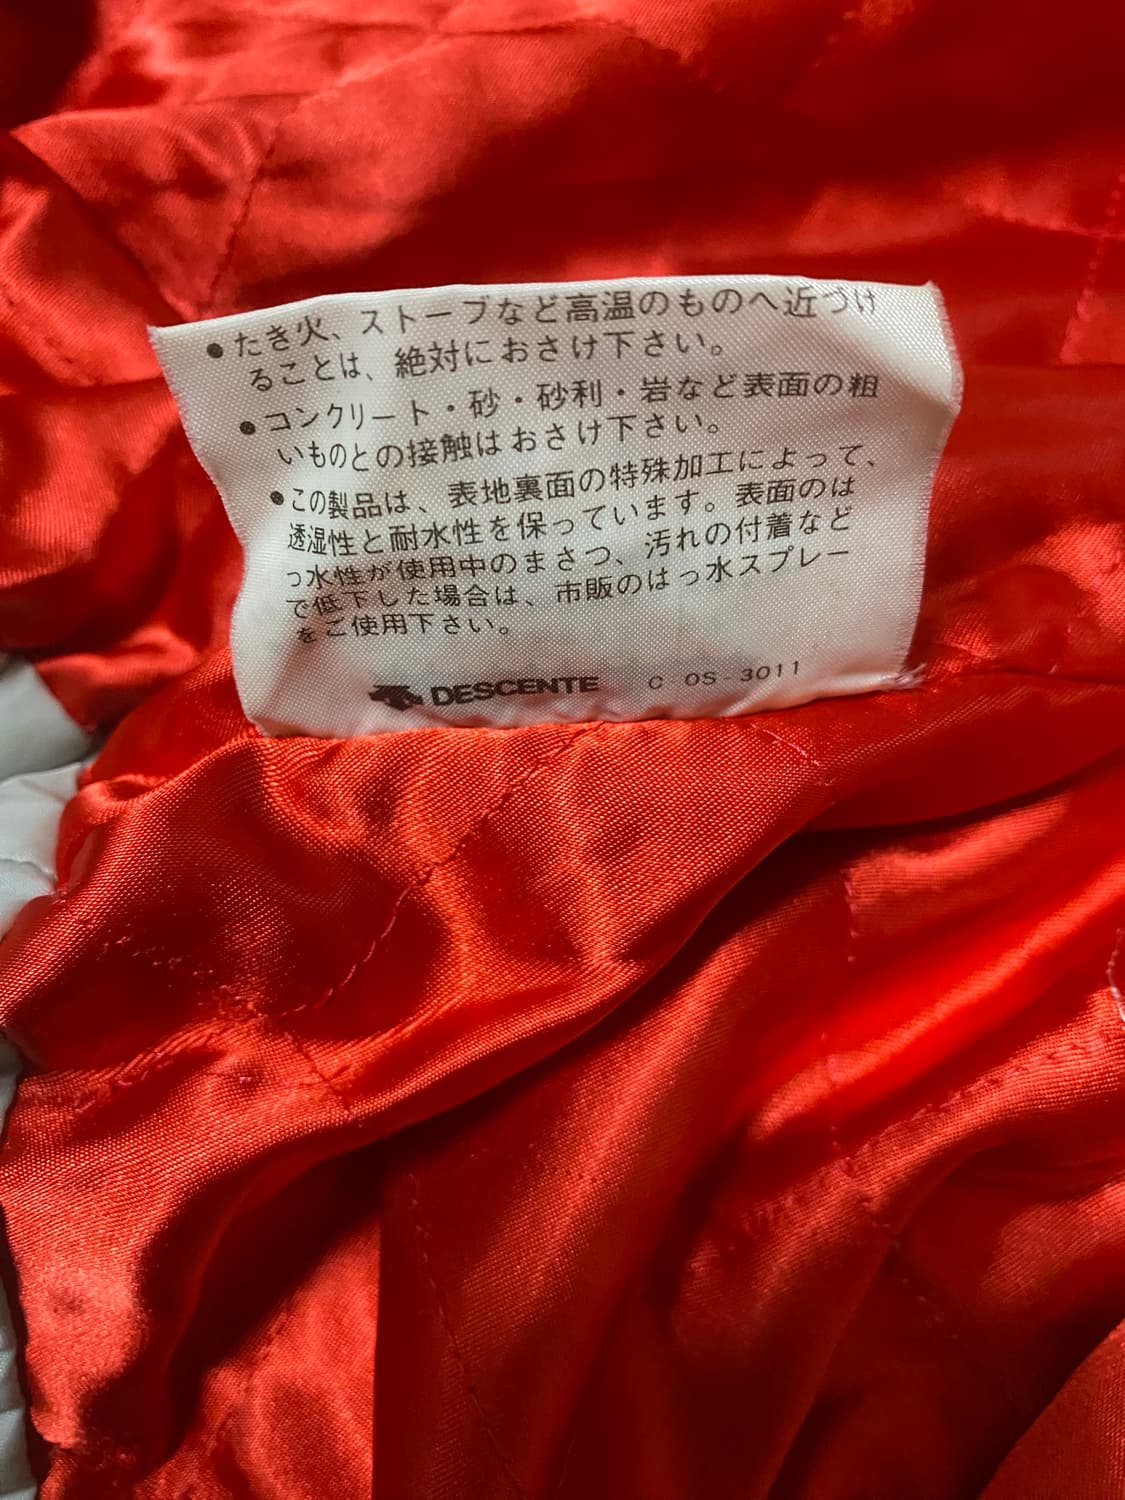 ●たき火、ストーブなど高温のものへ近づけ
ることは、絶対におさけ下さい。
●コンクリート・砂・砂利・岩など表面の粗
いものとの接触はおさけ下さい。
●この製品は、表地裏面の特殊加工によって、
透湿性と耐水性を保っています。表面のは
っ水性が使用中のまさつ、汚れの付着など
で低下した場合は、市販のはっ水スプレー
をご使用下さい。
DESCENTE C OS-3011